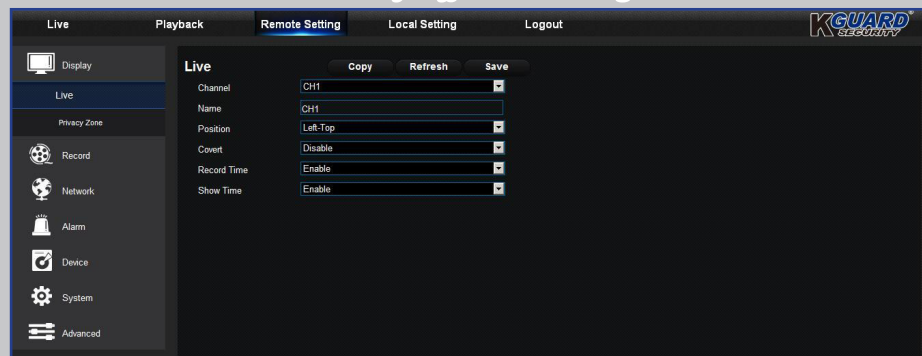 Live Playback Remote Setting Local Setting Logout KGUARD SECURITY
Display
Live
Privacy Zone
Record
Network
Alarm
Device
System
Advanced
Live Copy Refresh Save
Channel CH1
Name CH1
Position Left-Top
Covert Disable
Record Time Enable
Show Time Enable